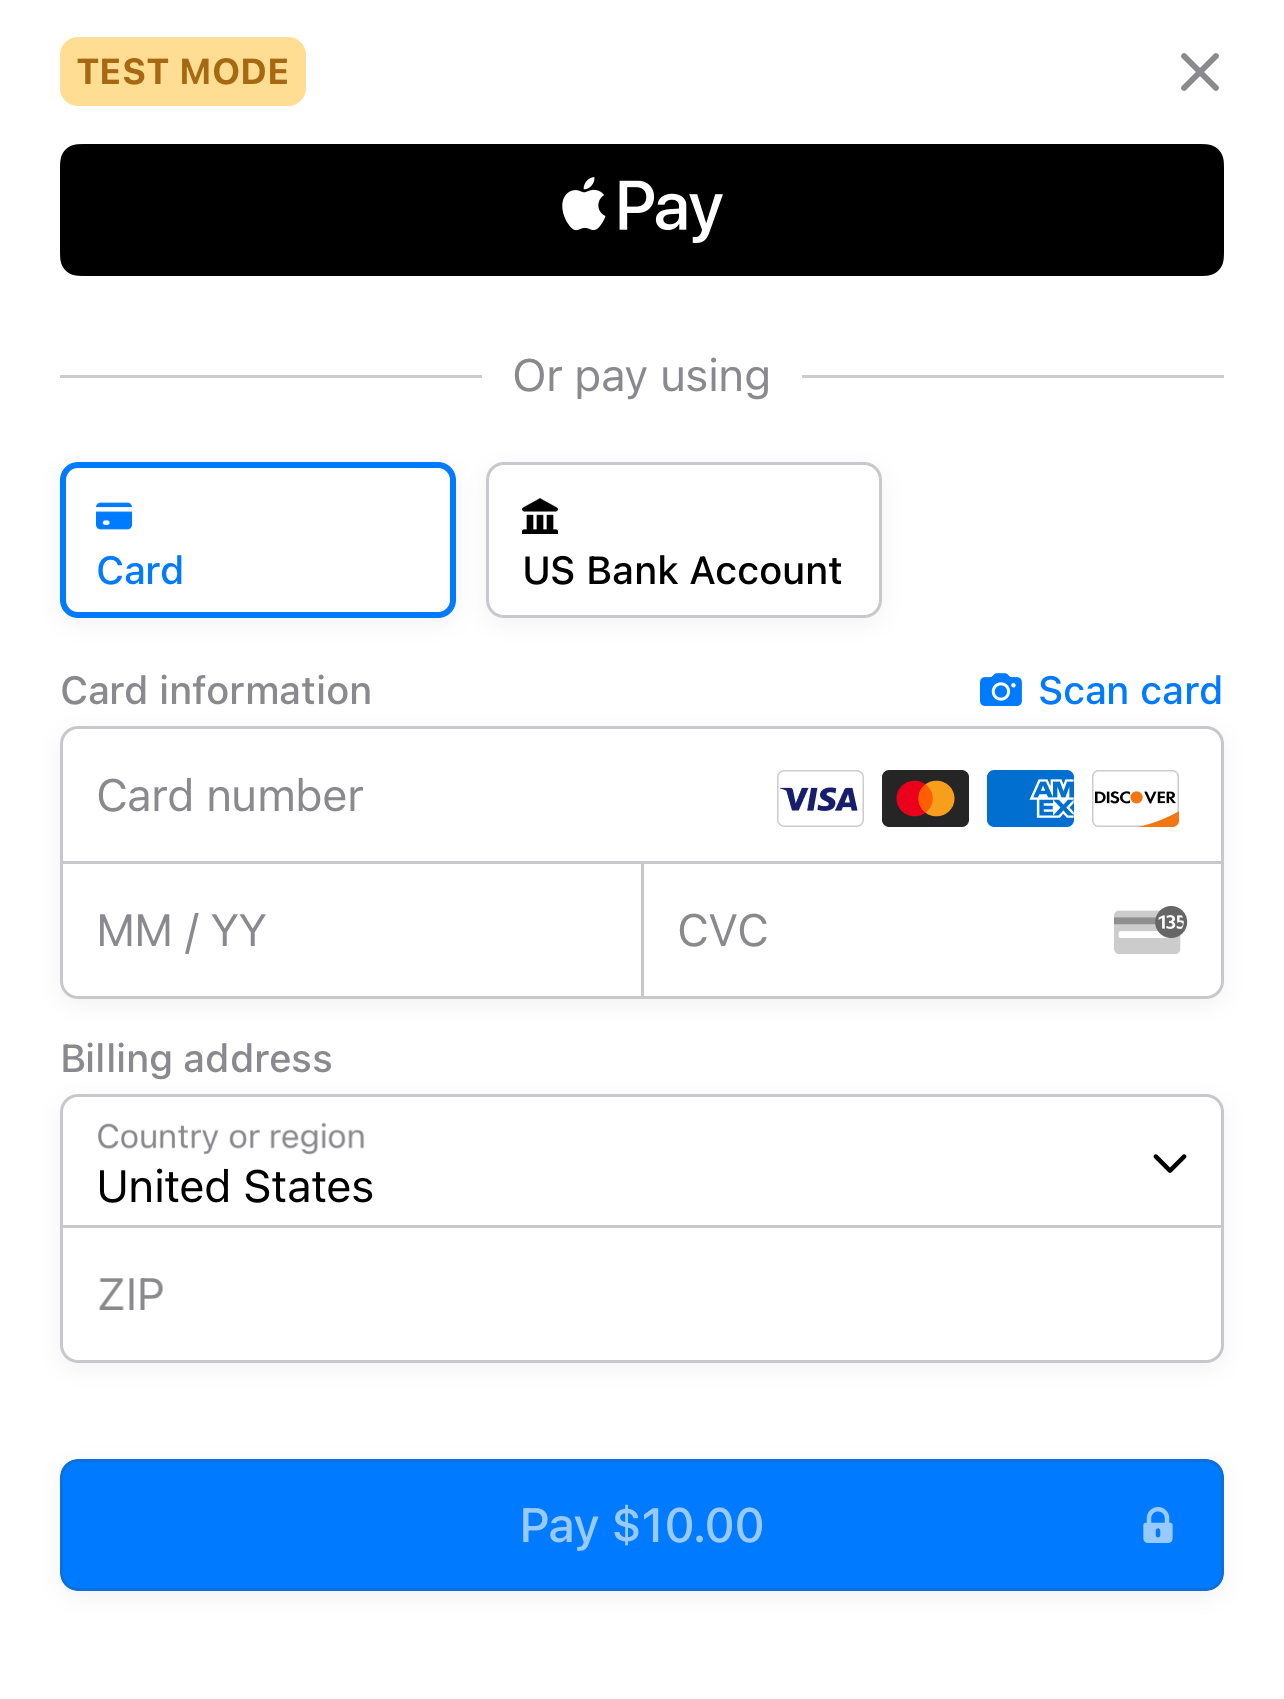 TEST MODE
Pay
Or pay using
Card
US Bank Account
Card information
Scan card
Card number
VISA
AM
EX
DISCOVER
MM / YY
CVC
135
Billing address
Country or region
United States
ZIP
Pay $10.00